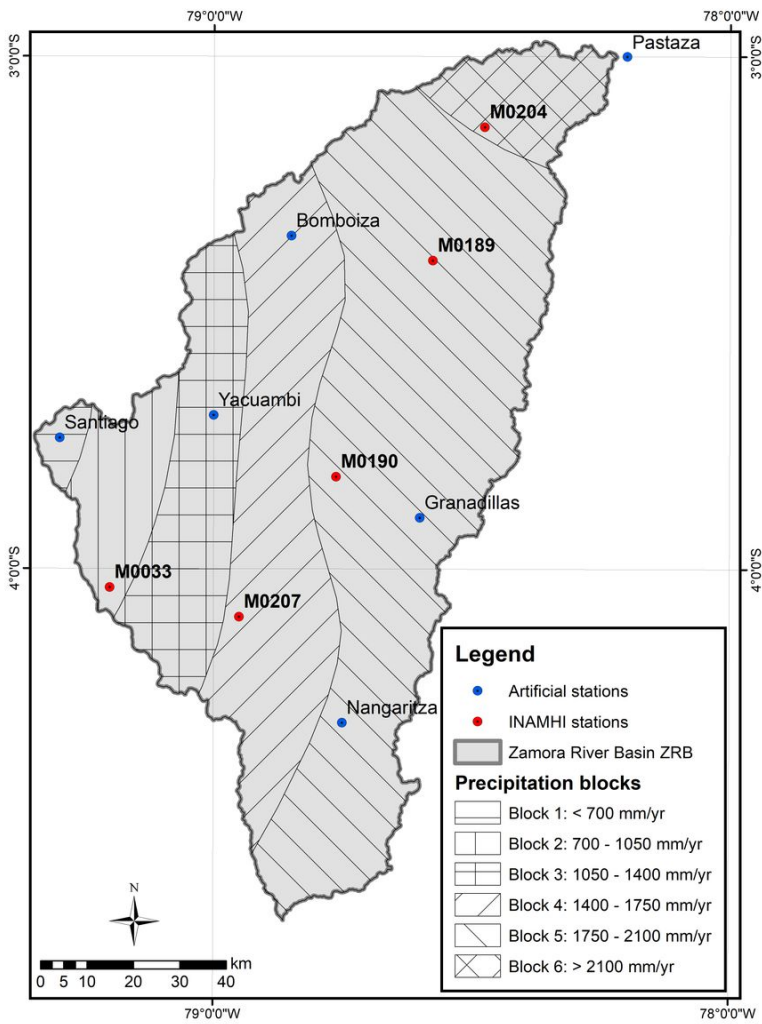 79°0'0"W 78°0'0"W
3°0'0"S 3°0'0"S
Pastaza
M0204
Bomboiza
M0189
Yacuambi
Santiago
M0190
Granadillas
4°0'0"S 4°0'0"S
M0033
M0207
Nangaritza
Legend
Artificial stations
INAMHI stations
Zamora River Basin ZRB
Precipitation blocks
Block 1: < 700 mm/yr
Block 2: 700 - 1050 mm/yr
Block 3: 1050 - 1400 mm/yr
Block 4: 1400 - 1750 mm/yr
Block 5: 1750 - 2100 mm/yr
Block 6: > 2100 mm/yr
N
km
0 5 10 20 30 40
79°0'0"W 78°0'0"W